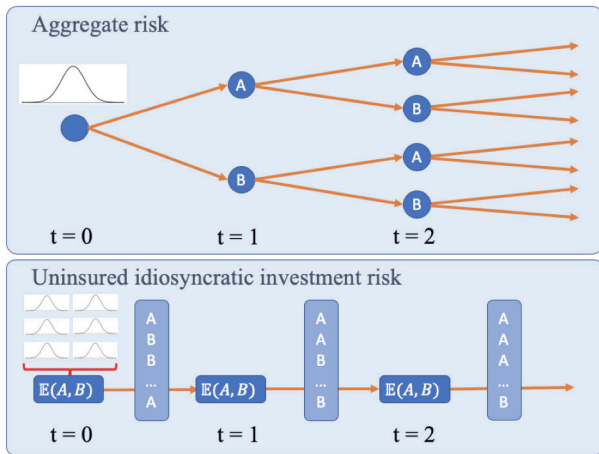 Aggregate risk
A
A
B
A
B
B
t = 0
t = 1
t = 2
Uninsured idiosyncratic investment risk
A
B
B
...
A
A
A
B
...
B
A
A
A
...
B
𝔼(A, B)
𝔼(A, B)
𝔼(A, B)
t = 0
t = 1
t = 2